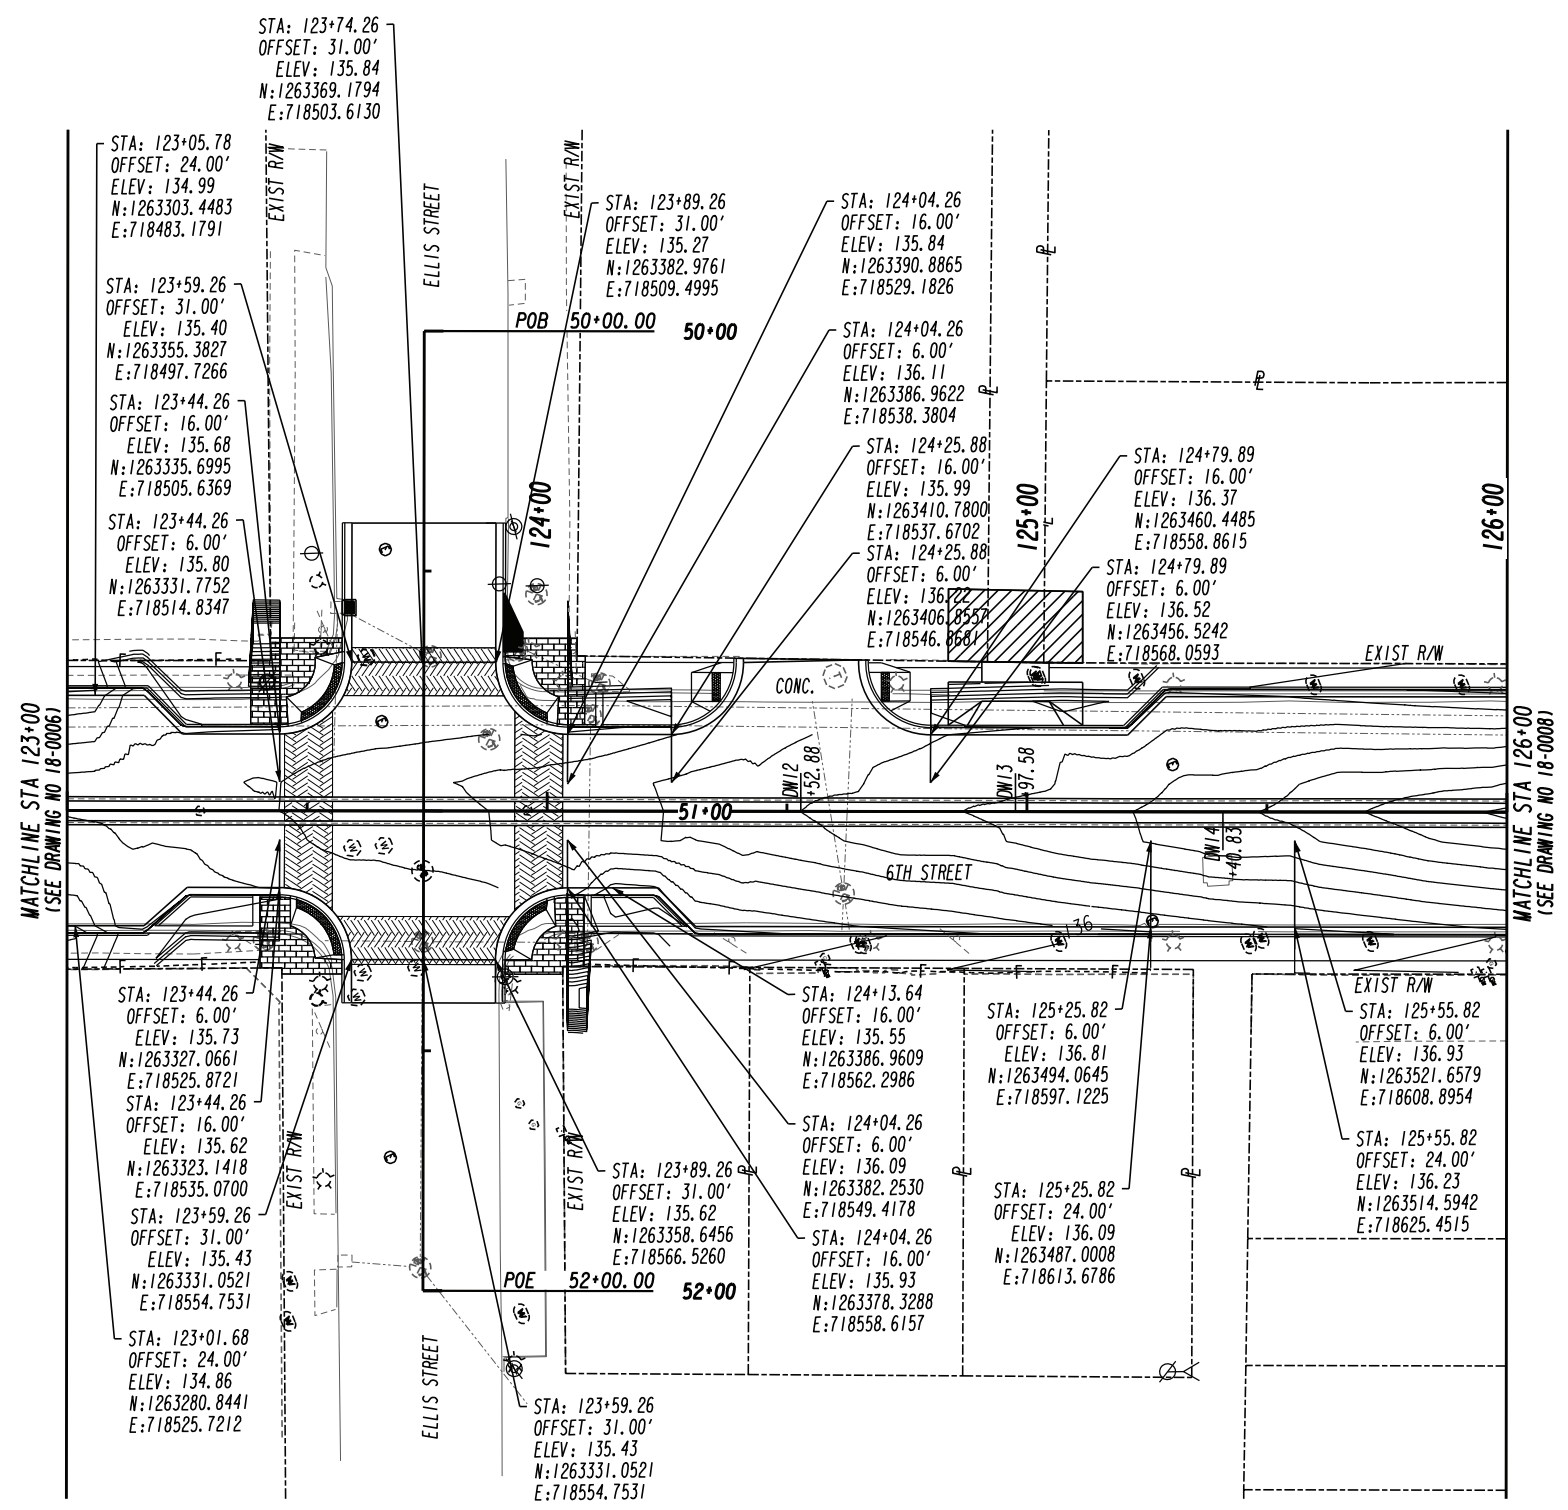 STA: 123+74.26
OFFSET: 31.00'
ELEV: 135.84
N:1263369.1794
E:718503.6130
STA: 123+05.78
OFFSET: 24.00'
ELEV: 134.99
N:1263303.4483
E:718483.1791
EXIST R/W
ELLIS STREET
EXIST R/W
STA: 123+89.26
OFFSET: 31.00'
ELEV: 135.27
N:1263382.9761
E:718509.4995
STA: 124+04.26
OFFSET: 16.00'
ELEV: 135.84
N:1263390.8865
E:718529.1826
STA: 123+59.26
OFFSET: 31.00'
ELEV: 135.40
N:1263355.3827
E:718497.7266
POB 50+00.00
50+00
STA: 124+04.26
OFFSET: 6.00'
ELEV: 136.11
N:1263386.9622
E:718538.3804
STA: 123+44.26
OFFSET: 16.00'
ELEV: 135.68
N:1263335.6995
E:718505.6369
STA: 124+25.88
OFFSET: 16.00'
ELEV: 135.99
N:1263410.7800
E:718537.6702
STA: 124+79.89
OFFSET: 16.00'
ELEV: 136.37
N:1263460.4485
E:718558.8615
STA: 123+44.26
OFFSET: 6.00'
ELEV: 135.80
N:1263331.7752
E:718514.8347
124+00
125+00
126+00
STA: 124+25.88
OFFSET: 6.00'
ELEV: 136.22
N:1263406.8557
E:718546.8681
STA: 124+79.89
OFFSET: 6.00'
ELEV: 136.52
N:1263456.5242
E:718568.0593
EXIST R/W
CONC.
MATCHLINE STA 123+00
(SEE DRAWING NO 18-0006)
DW12
+52.88
DW13
+97.58
51+00
DW14
+40.83
6TH STREET
136
MATCHLINE STA 126+00
(SEE DRAWING NO 18-0008)
EXIST R/W
STA: 123+44.26
OFFSET: 6.00'
ELEV: 135.73
N:1263327.0661
E:718525.8721
STA: 124+13.64
OFFSET: 16.00'
ELEV: 135.55
N:1263386.9609
E:718562.2986
STA: 125+25.82
OFFSET: 6.00'
ELEV: 136.81
N:1263494.0645
E:718597.1225
STA: 125+55.82
OFFSET: 6.00'
ELEV: 136.93
N:1263521.6579
E:718608.8954
STA: 123+44.26
OFFSET: 16.00'
ELEV: 135.62
N:1263323.1418
E:718535.0700
EXIST R/W
EXIST R/W
STA: 124+04.26
OFFSET: 6.00'
ELEV: 136.09
N:1263382.2530
E:718549.4178
STA: 125+55.82
OFFSET: 24.00'
ELEV: 136.23
N:1263514.5942
E:718625.4515
STA: 123+89.26
OFFSET: 31.00'
ELEV: 135.62
N:1263358.6456
E:718566.5260
STA: 125+25.82
OFFSET: 24.00'
ELEV: 136.09
N:1263487.0008
E:718613.6786
STA: 123+59.26
OFFSET: 31.00'
ELEV: 135.43
N:1263331.0521
E:718554.7531
STA: 124+04.26
OFFSET: 16.00'
ELEV: 135.93
N:1263378.3288
E:718558.6157
POE 52+00.00
52+00
STA: 123+01.68
OFFSET: 24.00'
ELEV: 134.86
N:1263280.8441
E:718525.7212
ELLIS STREET
STA: 123+59.26
OFFSET: 31.00'
ELEV: 135.43
N:1263331.0521
E:718554.7531